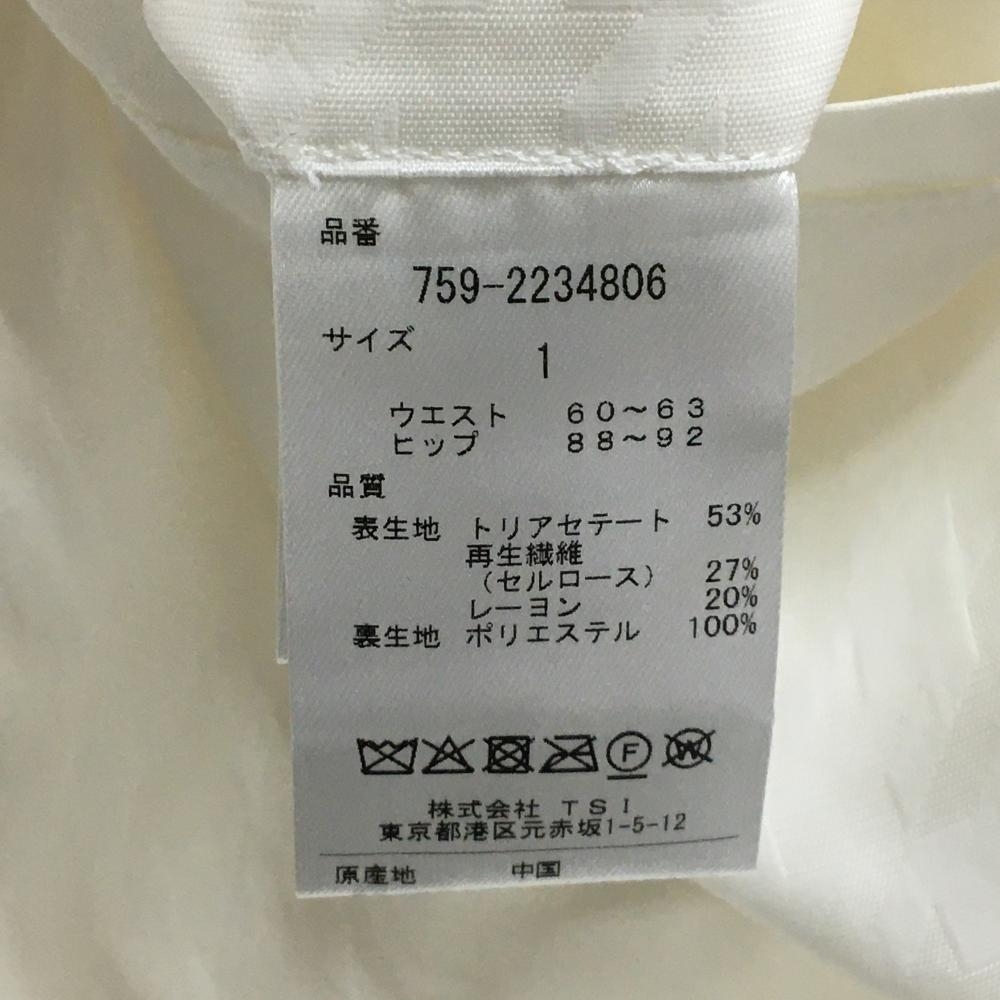 品番
759-2234806
サイズ
1
ウエスト 60～63
ヒップ 88～92
品質
表生地 トリアセテート 53%
再生繊維
(セルロース) 27%
レーヨン 20%
裏生地 ポリエステル 100%
F W
株式会社 TSI
東京都港区元赤坂1-5-12
原産地 中国